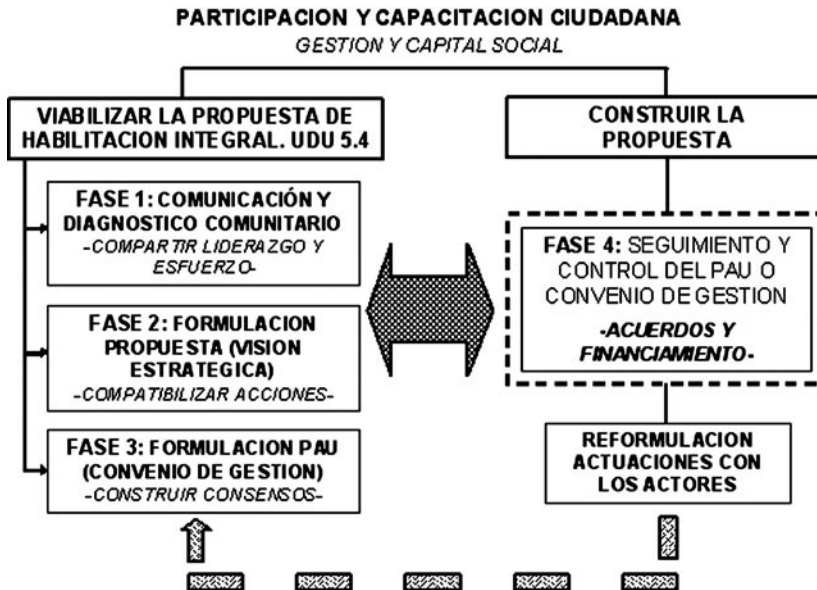 PARTICIPACION Y CAPACITACION CIUDADANA
GESTION Y CAPITAL SOCIAL
VIABILIZAR LA PROPUESTA DE
HABILITACION INTEGRAL. UDU 5.4
FASE 1: COMUNICACIÓN Y
DIAGNOSTICO COMUNITARIO
-COMPARTIR LIDERAZGO Y
ESFUERZO-
FASE 2: FORMULACION
PROPUESTA (VISION
ESTRATEGICA)
-COMPATIBILIZAR ACCIONES-
FASE 3: FORMULACION PAU
(CONVENIO DE GESTION)
-CONSTRUIR CONSENSOS-
CONSTRUIR LA
PROPUESTA
FASE 4: SEGUIMIENTO Y
CONTROL DEL PAU O
CONVENIO DE GESTION
-ACUERDOS Y
FINANCIAMIENTO-
REFORMULACION
ACTUACIONES CON
LOS ACTORES